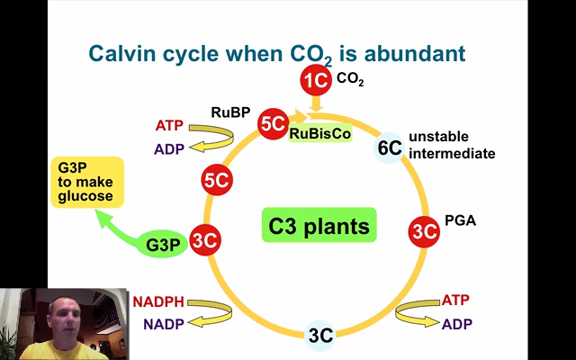 Calvin cycle when CO₂ is abundant
1C
CO₂
RuBP
5C
RuBisCo
ATP
ADP
6C
unstable
intermediate
G3P
to make
glucose
5C
C3 plants
PGA
3C
G3P
3C
NADPH
NADP
3C
ATP
ADP